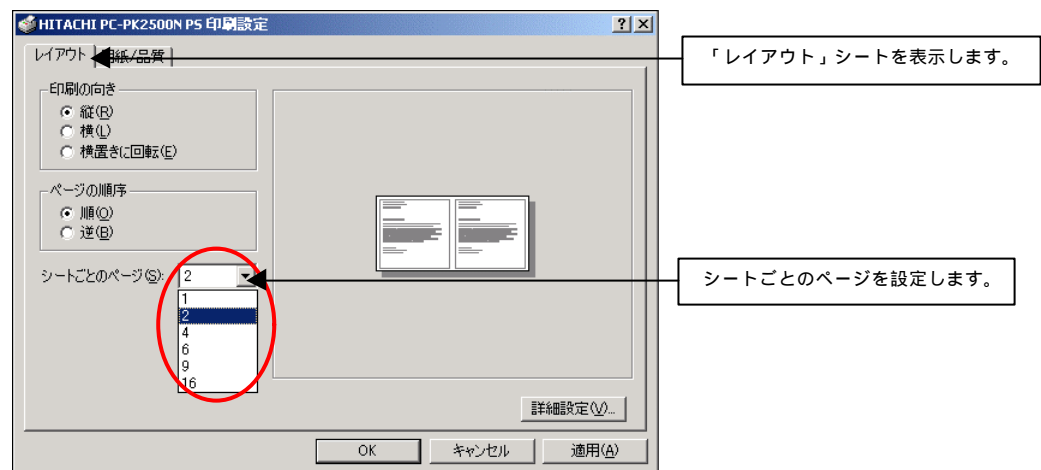 HITACHI PC-PK2500N PS 印刷設定
レイアウト
用紙/品質
「レイアウト」シートを表示します。
印刷の向き
縦(R)
横(L)
横置きに回転(E)
ページの順序
順(O)
逆(B)
シートごとのページ(S):
2
シートごとのページを設定します。
1
2
4
6
9
16
詳細設定(V)...
OK
キャンセル
適用(A)